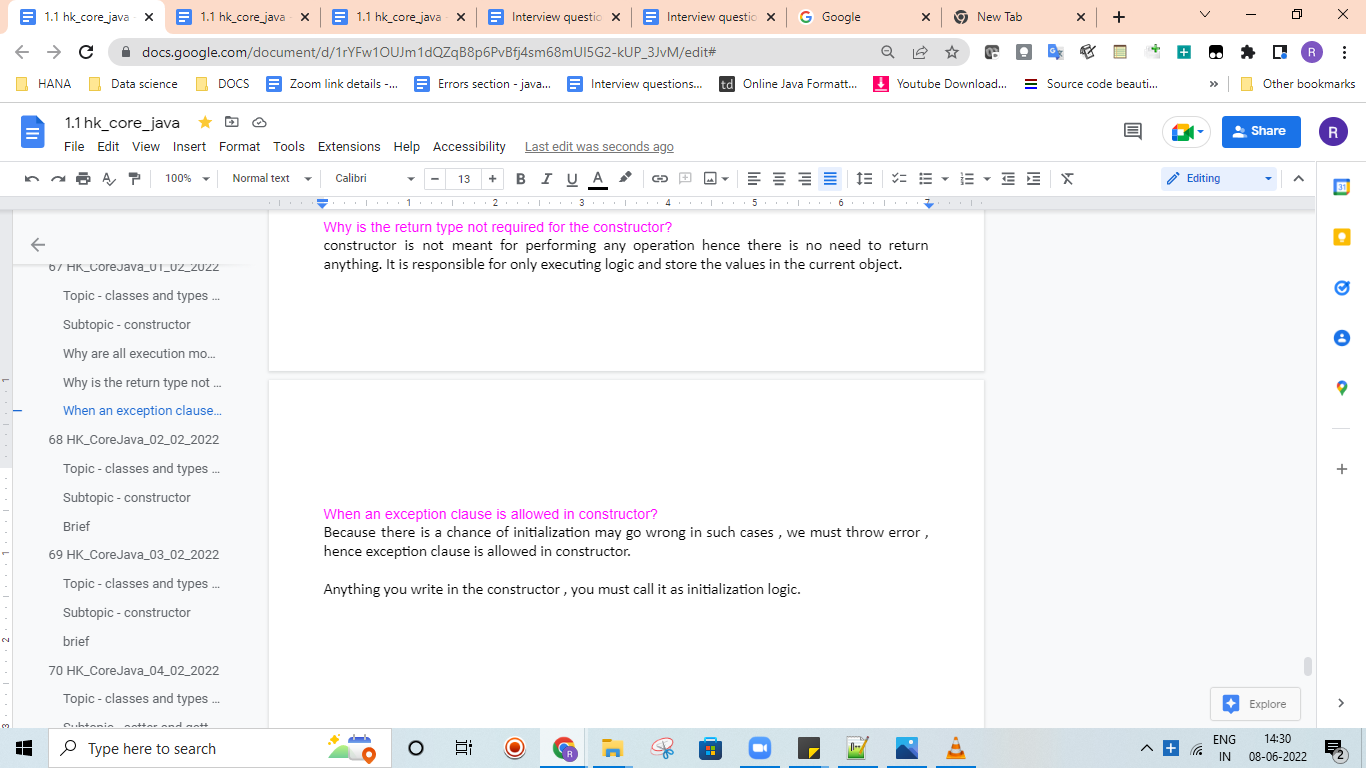 1.1 hk_core_java
1.1 hk_core_java
1.1 hk_core_java
Interview questio
Interview questio
Google
New Tab
docs.google.com/document/d/1rYFw1OUJm1dQZqB8p6PvBfj4sm68mUI5G2-kUP_3JvM/edit#
HANA
Data science
DOCS
Zoom link details -...
Errors section - java...
Interview questions...
td Online Java Formatt...
Youtube Download...
Source code beauti...
»
Other bookmarks
1.1 hk_core_java
File Edit View Insert Format Tools Extensions Help Accessibility Last edit was seconds ago
Share
R
100% Normal text Calibri 13 B I U A
Editing
1 2 3 4 5 6 7
67 HK_CoreJava_01_02_2022
Topic - classes and types ...
Subtopic - constructor
Why are all execution mo...
Why is the return type not ...
When an exception clause...
68 HK_CoreJava_02_02_2022
Topic - classes and types ...
Subtopic - constructor
Brief
69 HK_CoreJava_03_02_2022
Topic - classes and types ...
Subtopic - constructor
brief
70 HK_CoreJava_04_02_2022
Topic - classes and types ...
Why is the return type not required for the constructor?
constructor is not meant for performing any operation hence there is no need to return
anything. It is responsible for only executing logic and store the values in the current object.
When an exception clause is allowed in constructor?
Because there is a chance of initialization may go wrong in such cases , we must throw error ,
hence exception clause is allowed in constructor.
Anything you write in the constructor , you must call it as initialization logic.
Explore
Type here to search
ENG
IN
14:30
08-06-2022
2